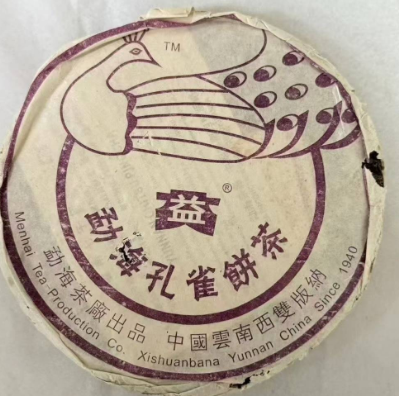 TM
益
®
勐海孔雀餅茶
勐海茶廠出品 中國雲南西雙版納
Menhai Tea Production Co. Xishuanbana Yunnan China Since 1940